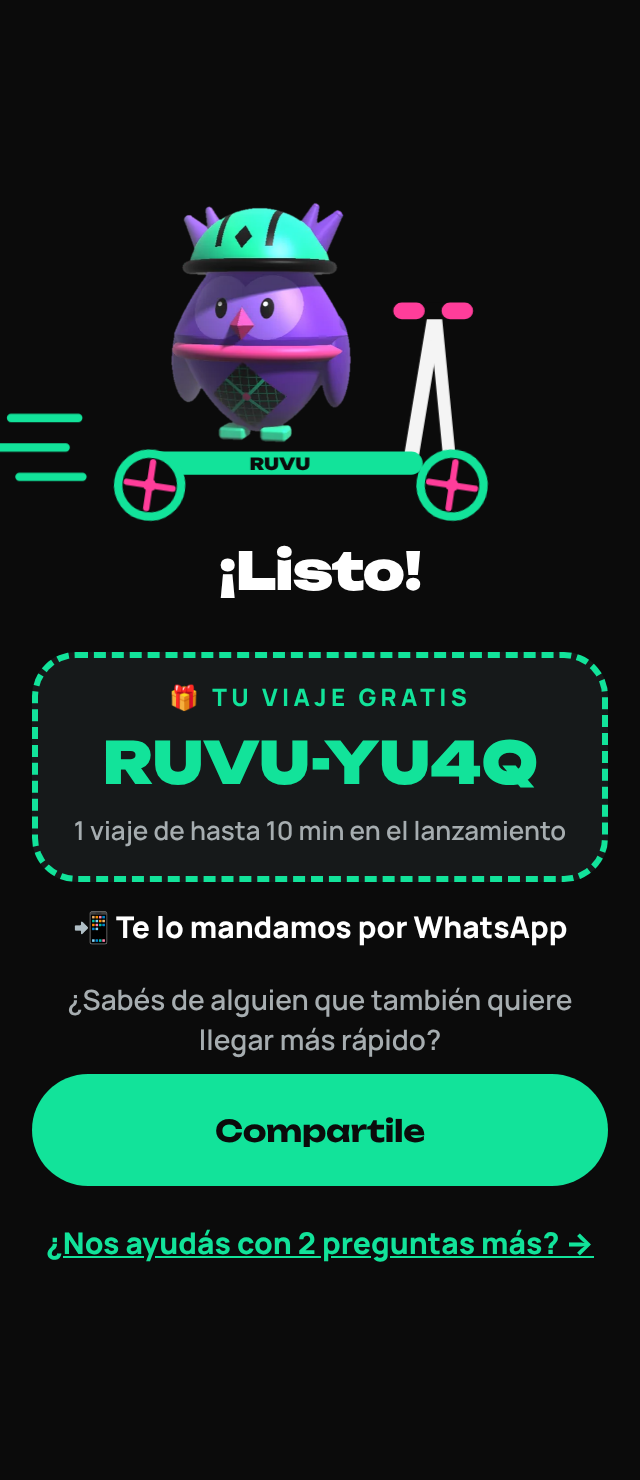 RUVU
¡Listo!
🎁 TU VIAJE GRATIS
RUVU-YU4Q
1 viaje de hasta 10 min en el lanzamiento
📲 Te lo mandamos por WhatsApp
¿Sabés de alguien que también quiere
llegar más rápido?
Compartile
¿Nos ayudás con 2 preguntas más? →